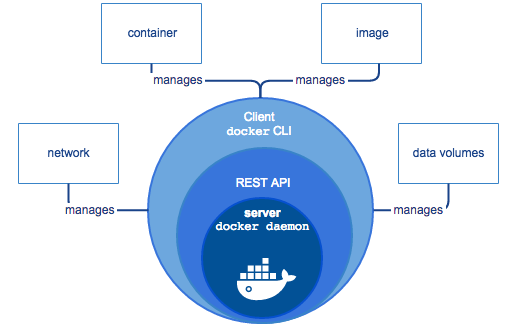 container
image
manages
manages
Client
docker CLI
network
data volumes
REST API
manages
manages
server
docker daemon